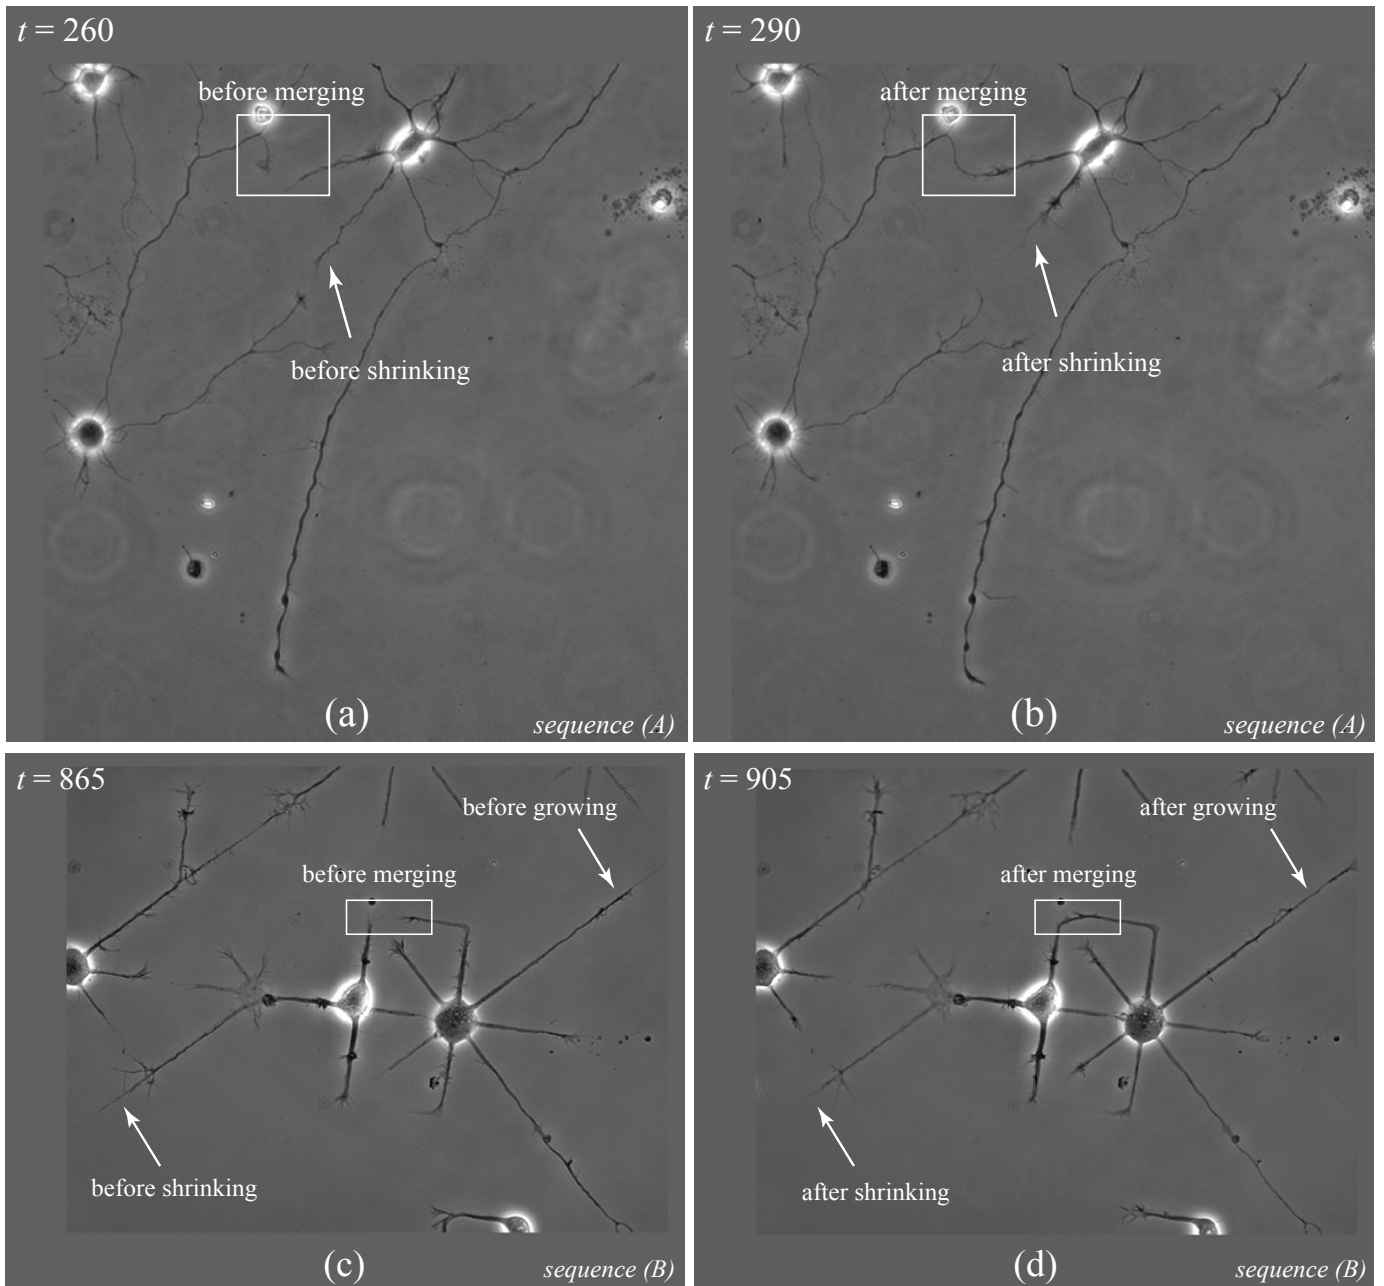 t = 260
before merging
before shrinking
(a)
sequence (A)
t = 290
after merging
after shrinking
(b)
sequence (A)
t = 865
before growing
before merging
before shrinking
(c)
sequence (B)
t = 905
after growing
after merging
after shrinking
(d)
sequence (B)